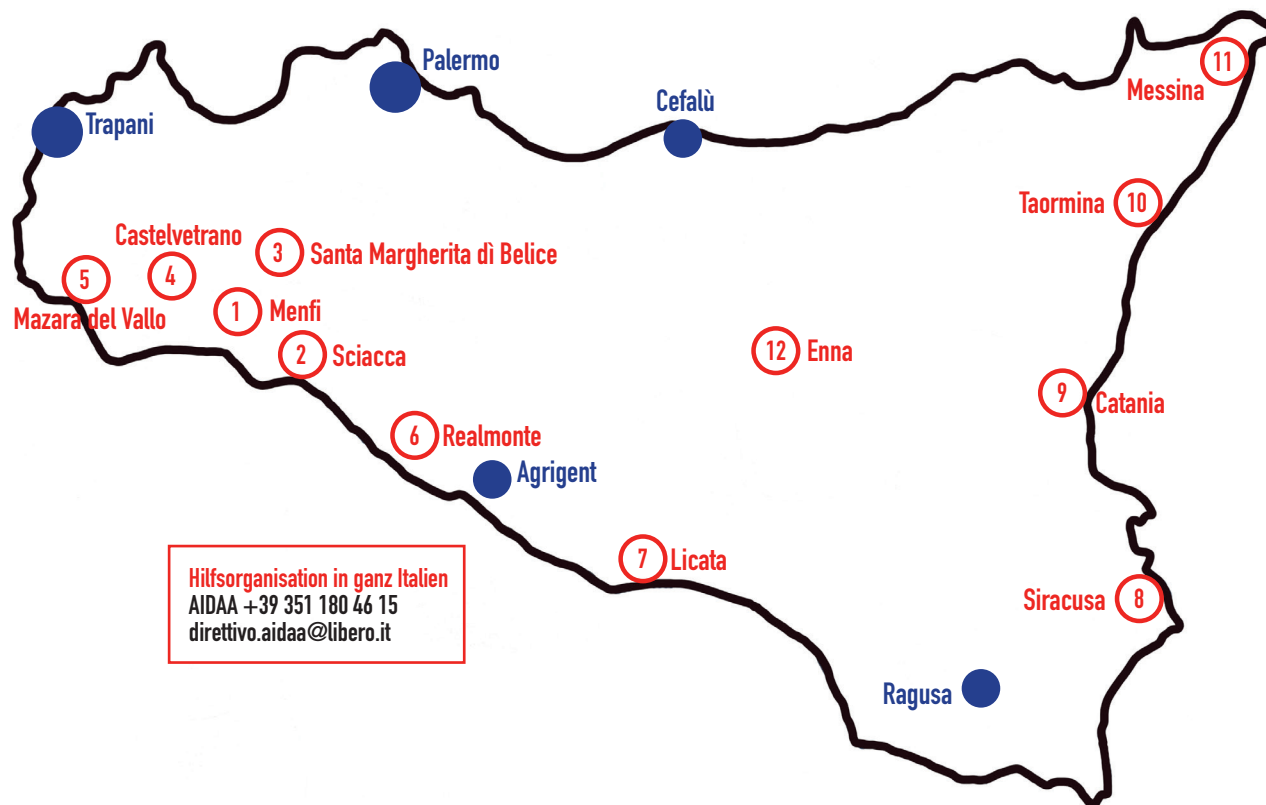 11
Messina
Palermo
Cefalù
Trapani
Taormina
10
Castelvetrano
3
Santa Margherita dì Belice
5
4
Mazara del Vallo
1
Menfi
2
Sciacca
12
Enna
9
Catania
6
Realmonte
Agrigent
7
Licata
Hilfsorganisation in ganz Italien
AIDAA +39 351 180 46 15
direttivo.aidaa@libero.it
Siracusa
8
Ragusa